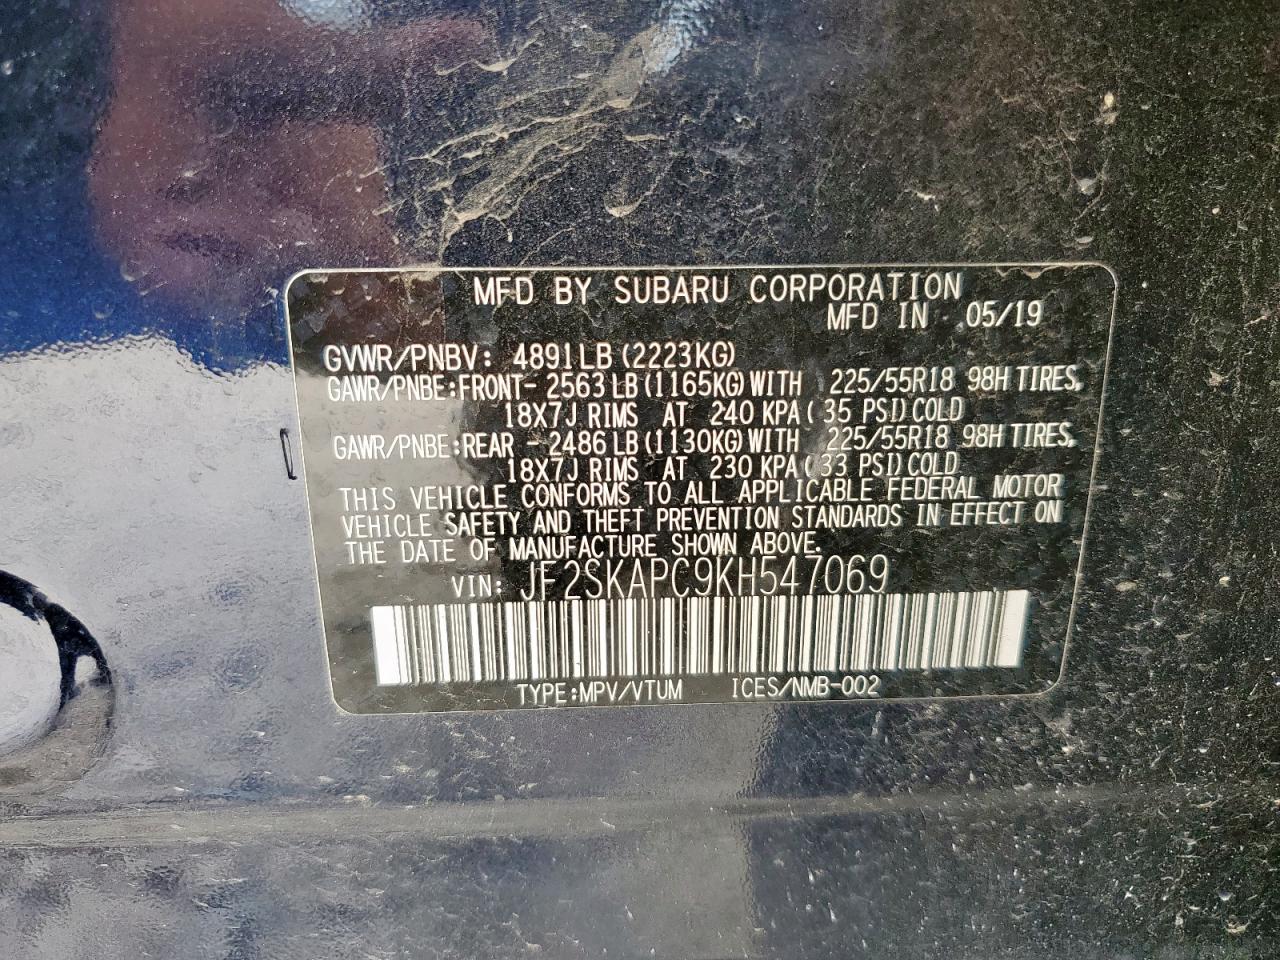 MFD BY SUBARU CORPORATION
MFD IN 05/19
GVWR/PNBV: 4891LB(2223KG)
GAWR/PNBE:FRONT- 2563LB(1165KG)WITH 225/55R18 98H TIRES,
18X7J RIMS AT 240 KPA(35 PSI)COLD
GAWR/PNBE:REAR - 2486LB(1130KG)WITH 225/55R18 98H TIRES,
18X7J RIMS AT 230 KPA(33 PSI)COLD
THIS VEHICLE CONFORMS TO ALL APPLICABLE FEDERAL MOTOR
VEHICLE SAFETY AND THEFT PREVENTION STANDARDS IN EFFECT ON
THE DATE OF MANUFACTURE SHOWN ABOVE.
VIN: JF2SKAPC9KH547069
TYPE:MPV/VTUM ICES/NMB-002